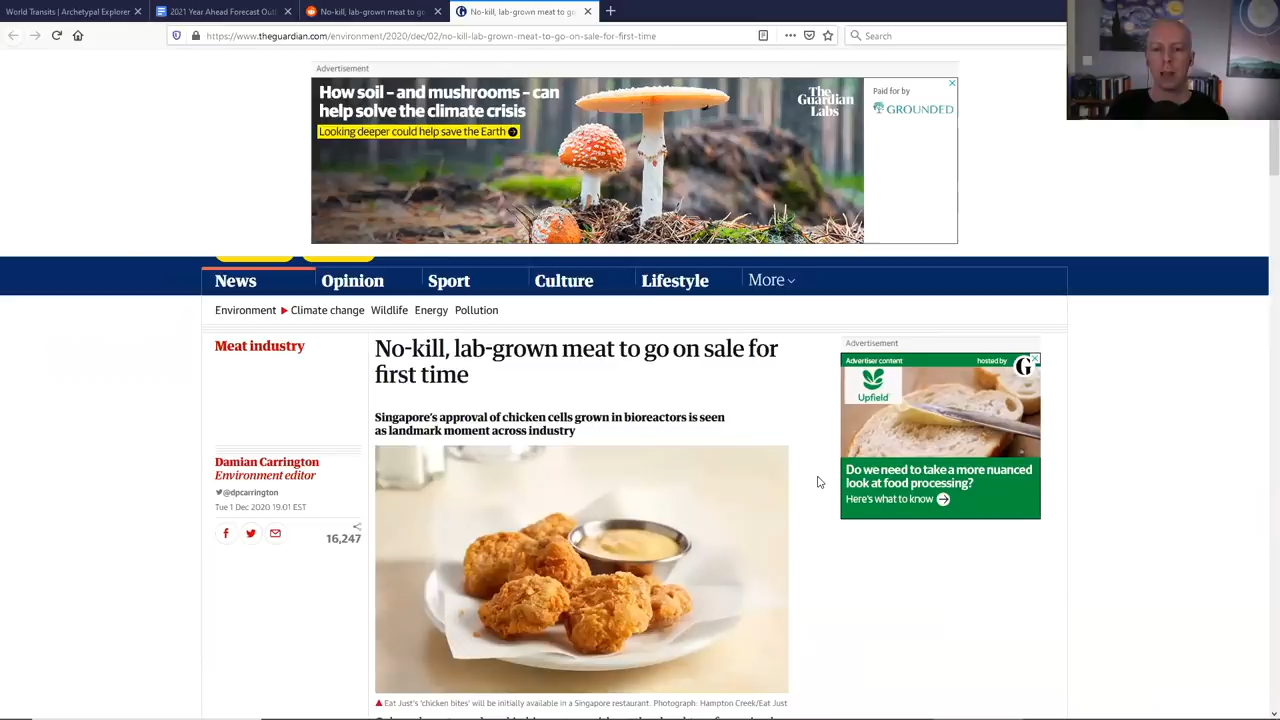 World Transits | Archetypal Explorer
2021 Year Ahead Forecast Outl
No-kill, lab-grown meat to go
No-kill, lab-grown meat to go
https://www.theguardian.com/environment/2020/dec/02/no-kill-lab-grown-meat-to-go-on-sale-for-first-time
Search
Advertisement
How soil – and mushrooms – can
help solve the climate crisis
Looking deeper could help save the Earth
The
Guardian
Labs
Paid for by
GROUNDED
News
Opinion
Sport
Culture
Lifestyle
More
Environment
Climate change
Wildlife
Energy
Pollution
Meat industry
No-kill, lab-grown meat to go on sale for
first time
Singapore's approval of chicken cells grown in bioreactors is seen
as landmark moment across industry
Damian Carrington
Environment editor
@dpcarrington
Tue 1 Dec 2020 19.01 EST
16,247
Eat Just's 'chicken bites' will be initially available in a Singapore restaurant. Photograph: Hampton Creek/Eat Just
Advertisement
Advertiser content
hosted by
G
Upfield
Do we need to take a more nuanced
look at food processing?
Here's what to know